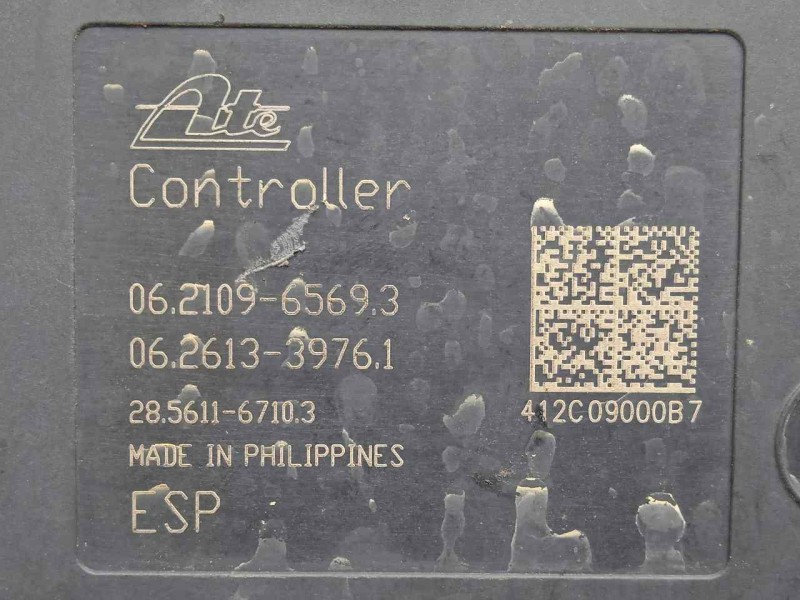 Ate
Controller
06.2109-6569.3
06.2613-3976.1
28.5611-6710.3
412C09000B7
MADE IN PHILIPPINES
ESP